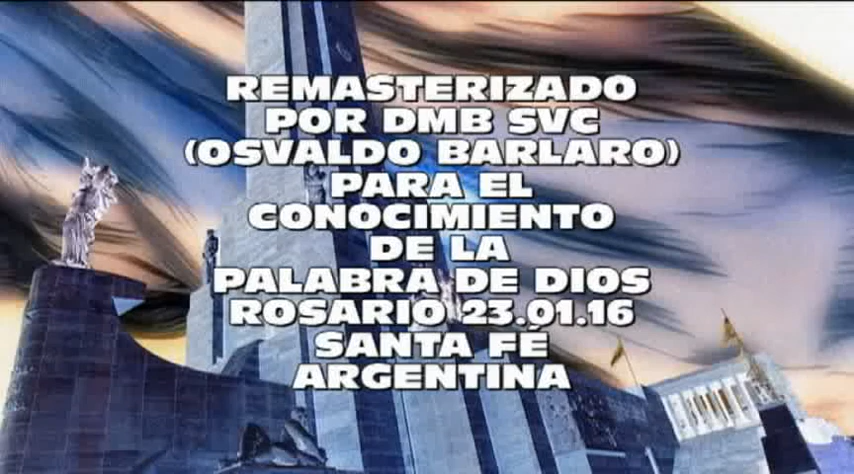 REMASTERIZADO
POR DMB SVC
(OSVALDO BARLARO)
PARA EL
CONOCIMIENTO
DE LA
PALABRA DE DIOS
ROSARIO 23.01.16
SANTA FÉ
ARGENTINA